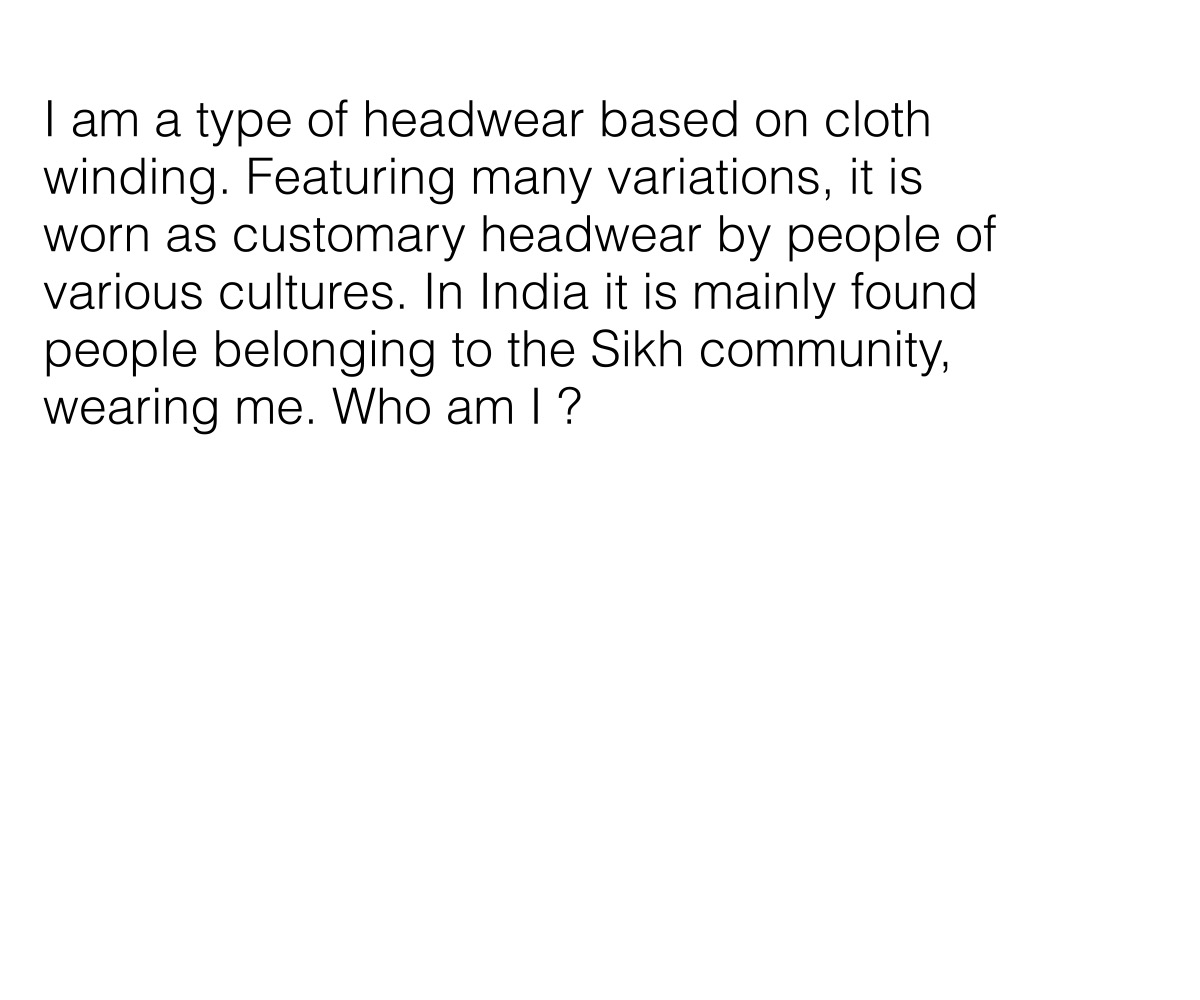 I am a type of headwear based on cloth
winding. Featuring many variations, it is
worn as customary headwear by people of
various cultures. In India it is mainly found
people belonging to the Sikh community,
wearing me. Who am I ?